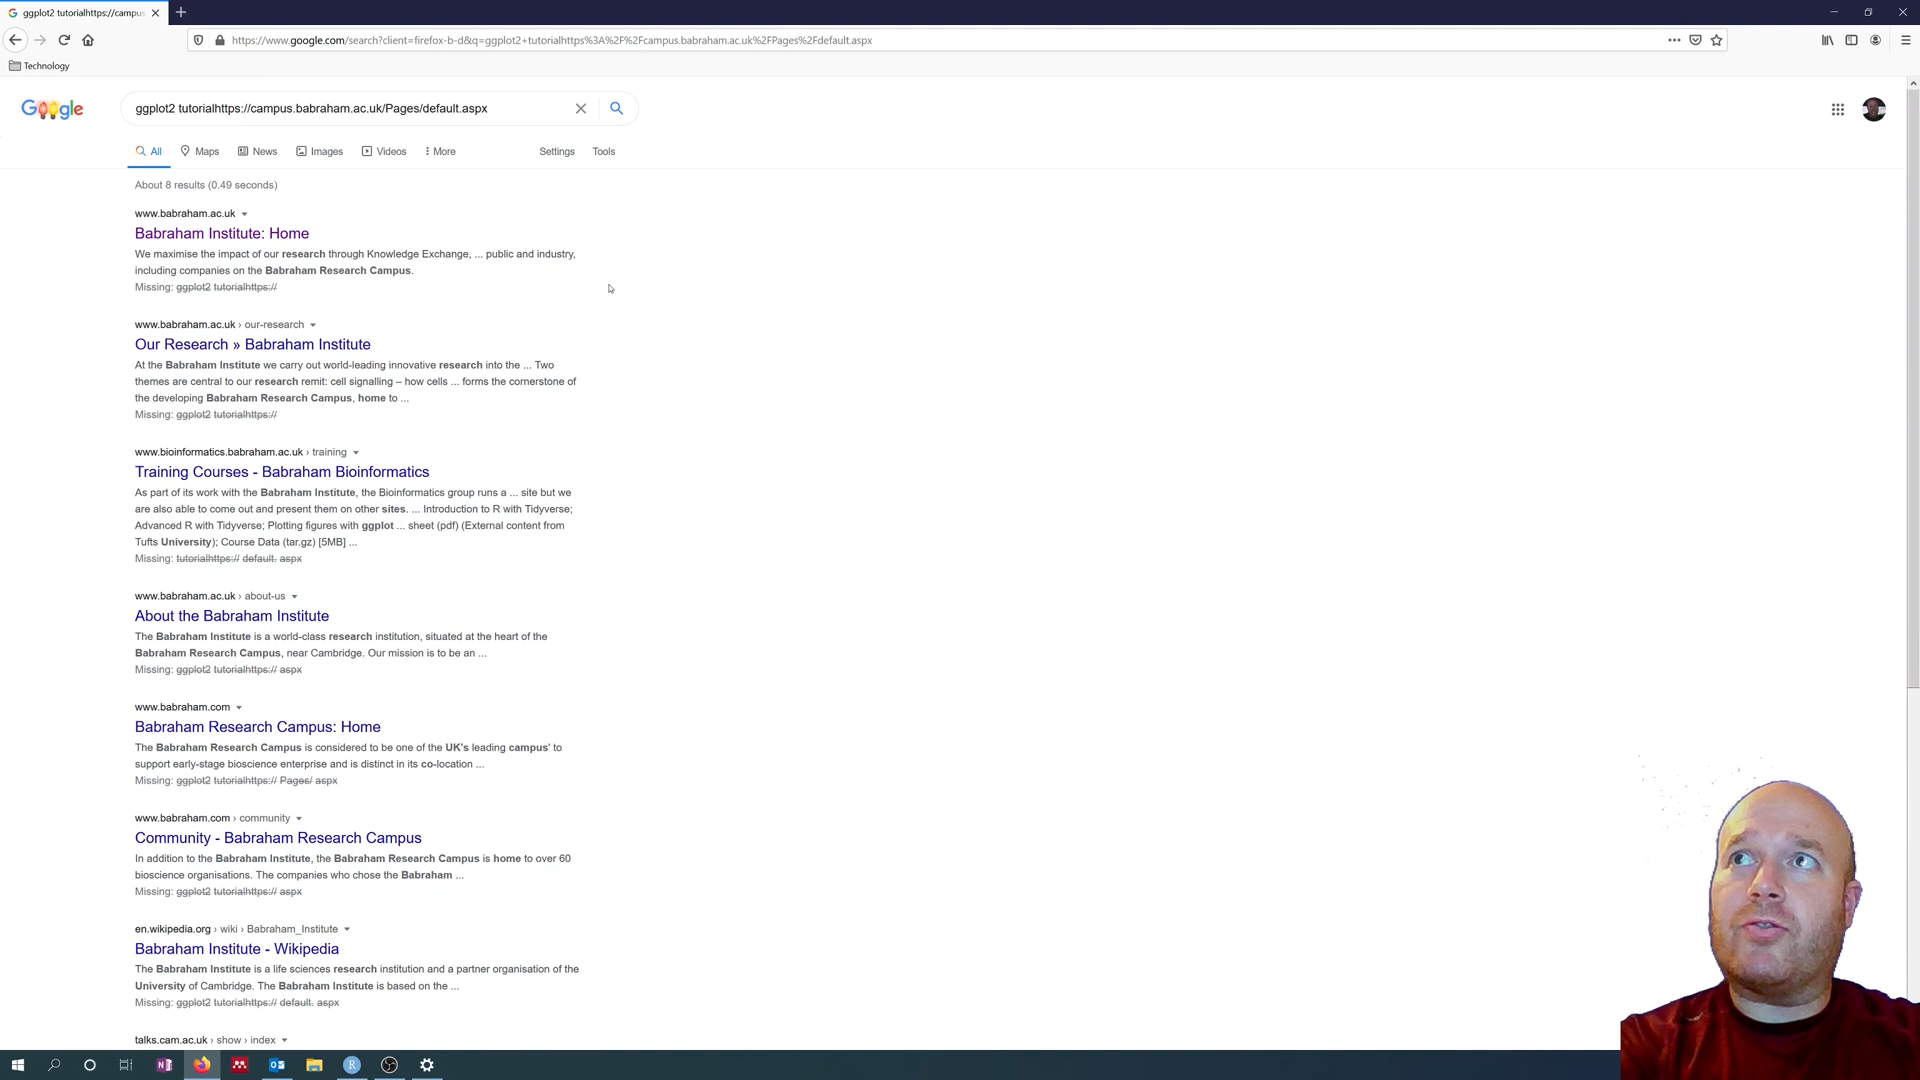 ggplot2 tutorialhttps://campus
https://www.google.com/search?client=firefox-b-d&q=ggplot2+tutorialhttps%3A%2F%2Fcampus.babraham.ac.uk%2FPages%2Fdefault.aspx
Technology
Google
ggplot2 tutorialhttps://campus.babraham.ac.uk/Pages/default.aspx
All Maps News Images Videos More Settings Tools
About 8 results (0.49 seconds)
www.babraham.ac.uk
Babraham Institute: Home
We maximise the impact of our research through Knowledge Exchange, ... public and industry,
including companies on the Babraham Research Campus.
Missing: ggplot2 tutorialhttps://
www.babraham.ac.uk › our-research
Our Research » Babraham Institute
At the Babraham Institute we carry out world-leading innovative research into the ... Two
themes are central to our research remit: cell signalling – how cells ... forms the cornerstone of
the developing Babraham Research Campus, home to ...
Missing: ggplot2 tutorialhttps://
www.bioinformatics.babraham.ac.uk › training
Training Courses - Babraham Bioinformatics
As part of its work with the Babraham Institute, the Bioinformatics group runs a ... site but we
are also able to come out and present them on other sites. ... Introduction to R with Tidyverse;
Advanced R with Tidyverse; Plotting figures with ggplot ... sheet (pdf) (External content from
Tufts University); Course Data (tar.gz) [5MB] ...
Missing: tutorialhttps:// default. aspx
www.babraham.ac.uk › about-us
About the Babraham Institute
The Babraham Institute is a world-class research institution, situated at the heart of the
Babraham Research Campus, near Cambridge. Our mission is to be an ...
Missing: ggplot2 tutorialhttps:// aspx
www.babraham.com
Babraham Research Campus: Home
The Babraham Research Campus is considered to be one of the UK's leading campus' to
support early-stage bioscience enterprise and is distinct in its co-location ...
Missing: ggplot2 tutorialhttps:// Pages/ aspx
www.babraham.com › community
Community - Babraham Research Campus
In addition to the Babraham Institute, the Babraham Research Campus is home to over 60
bioscience organisations. The companies who chose the Babraham ...
Missing: ggplot2 tutorialhttps:// aspx
en.wikipedia.org › wiki › Babraham_Institute
Babraham Institute - Wikipedia
The Babraham Institute is a life sciences research institution and a partner organisation of the
University of Cambridge. The Babraham Institute is based on the ...
Missing: ggplot2 tutorialhttps:// default. aspx
talks.cam.ac.uk › show › index